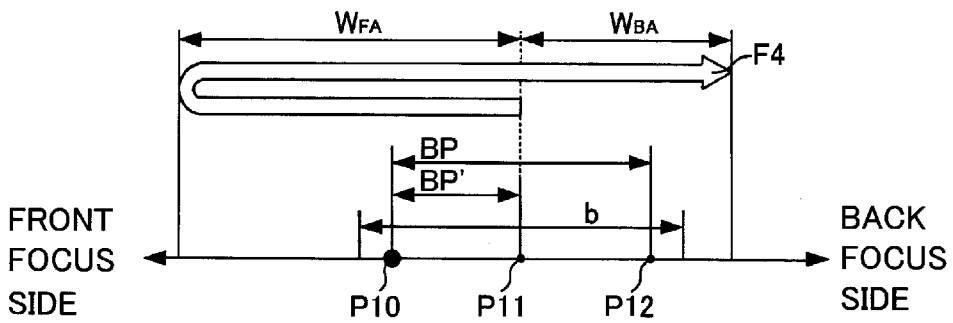 WFA
WBA
F4
BP
BP'
b
FRONT
FOCUS
SIDE
BACK
FOCUS
SIDE
P10
P11
P12